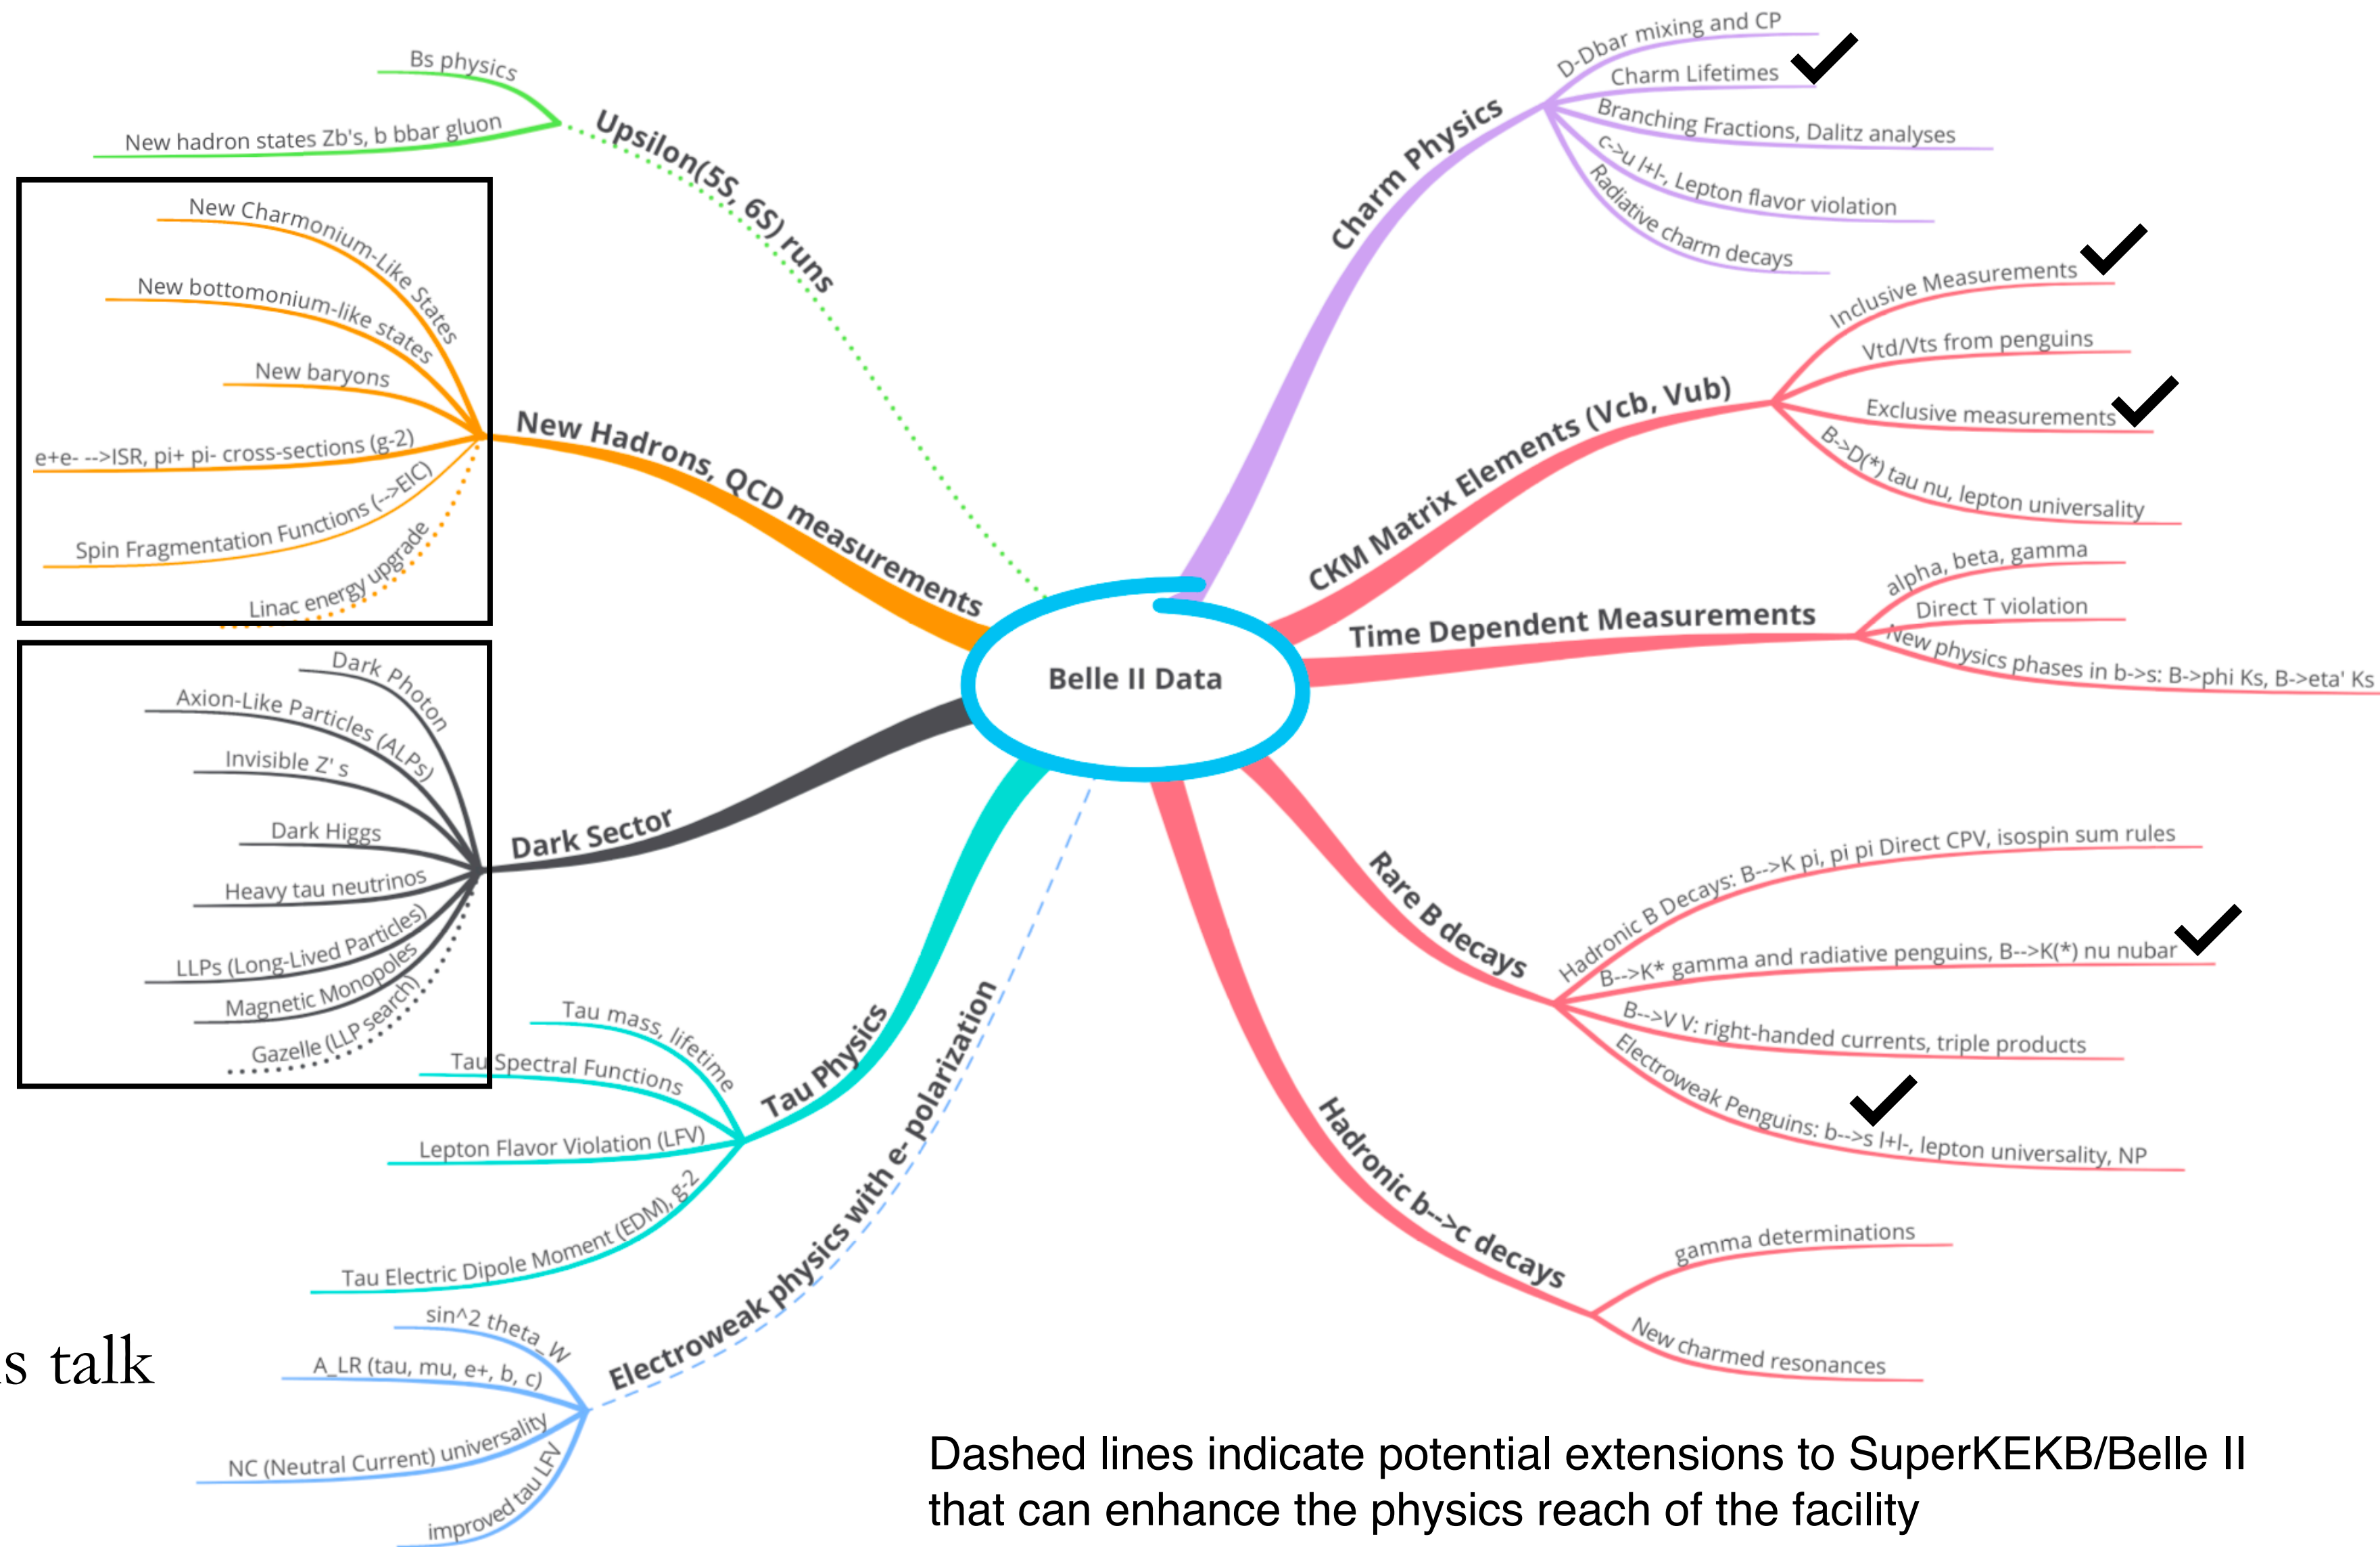 Bs physics
New hadron states Zb's, b bbar gluon
Upsilon(5S, 6S) runs
New Charmonium-Like States
New bottomonium-like states
New baryons
e+e- -->ISR, pi+ pi- cross-sections (g-2)
Spin Fragmentation Functions (-->EIC)
Linac energy upgrade
New Hadrons, QCD measurements
Dark Photon
Axion-Like Particles (ALPs)
Invisible Z' s
Dark Higgs
Heavy tau neutrinos
LLPs (Long-Lived Particles)
Magnetic Monopoles
Gazelle (LLP search)
Dark Sector
Tau mass, lifetime
Tau Spectral Functions
Lepton Flavor Violation (LFV)
Tau Electric Dipole Moment (EDM), g-2
Tau Physics
sin^2 theta_W
A_LR (tau, mu, e+, b, c)
NC (Neutral Current) universality
improved tau LFV
Electroweak physics with e- polarization
s talk
Belle II Data
Charm Physics
D-Dbar mixing and CP
Charm Lifetimes
Branching Fractions, Dalitz analyses
c->u l+l-, Lepton flavor violation
Radiative charm decays
CKM Matrix Elements (Vcb, Vub)
Inclusive Measurements
Vtd/Vts from penguins
Exclusive measurements
B->D(*) tau nu, lepton universality
Time Dependent Measurements
alpha, beta, gamma
Direct T violation
New physics phases in b->s: B->phi Ks, B->eta' Ks
Rare B decays
Hadronic B Decays: B-->K pi, pi pi Direct CPV, isospin sum rules
B-->K* gamma and radiative penguins, B-->K(*) nu nubar
B-->V V: right-handed currents, triple products
Electroweak Penguins: b-->s l+l-, lepton universality, NP
Hadronic b-->c decays
gamma determinations
New charmed resonances
Dashed lines indicate potential extensions to SuperKEKB/Belle II
that can enhance the physics reach of the facility